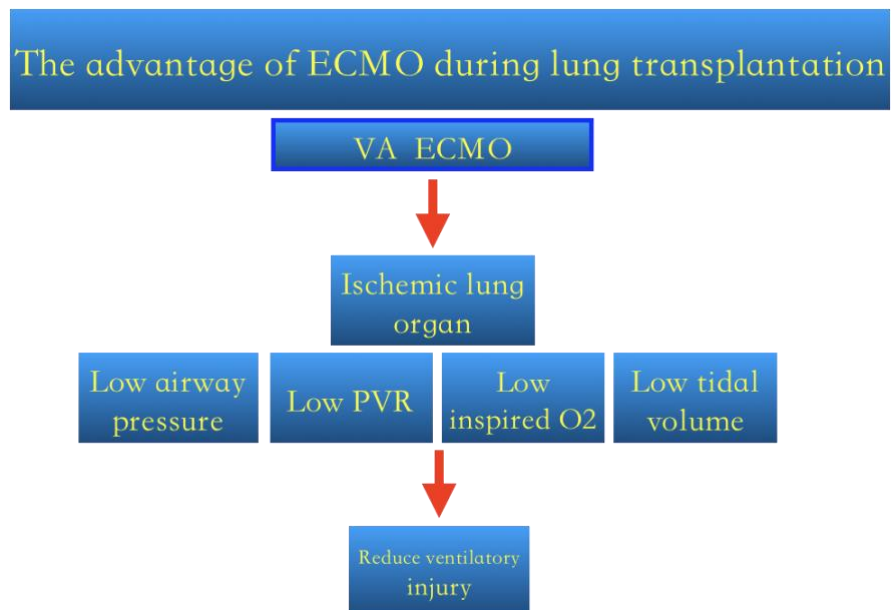 The advantage of ECMO during lung transplantation
VA ECMO
Ischemic lung
organ
Low airway
pressure
Low PVR
Low
inspired O2
Low tidal
volume
Reduce ventilatory
injury